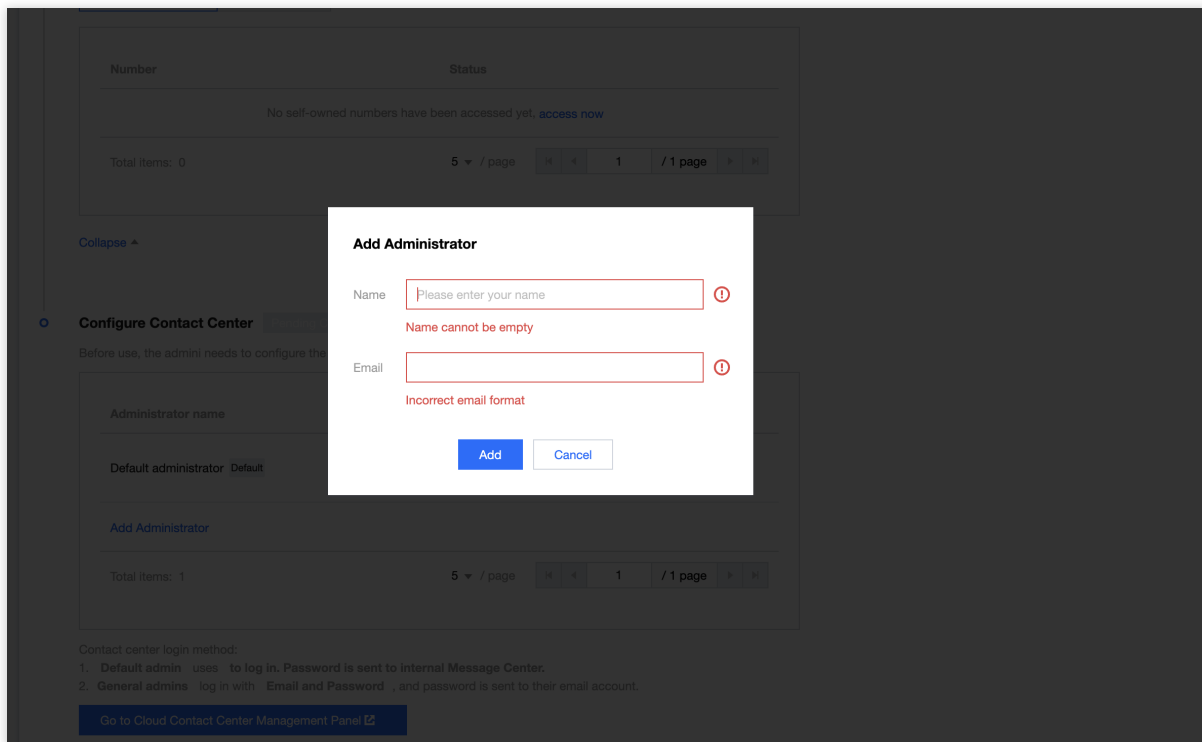 Number Status
No self-owned numbers have been accessed yet, access now
Total items: 0 5 / page 1 / 1 page
Collapse
Add Administrator
Name Please enter your name
Name cannot be empty
Configure Contact Center
Before use, the admini needs to configure the
Email
Incorrect email format
Administrator name
Add Cancel
Default administrator Default
Add Administrator
Total items: 1 5 / page 1 / 1 page
Contact center login method:
1. Default admin uses to log in. Password is sent to internal Message Center.
2. General admins log in with Email and Password , and password is sent to their email account.
Go to Cloud Contact Center Management Panel